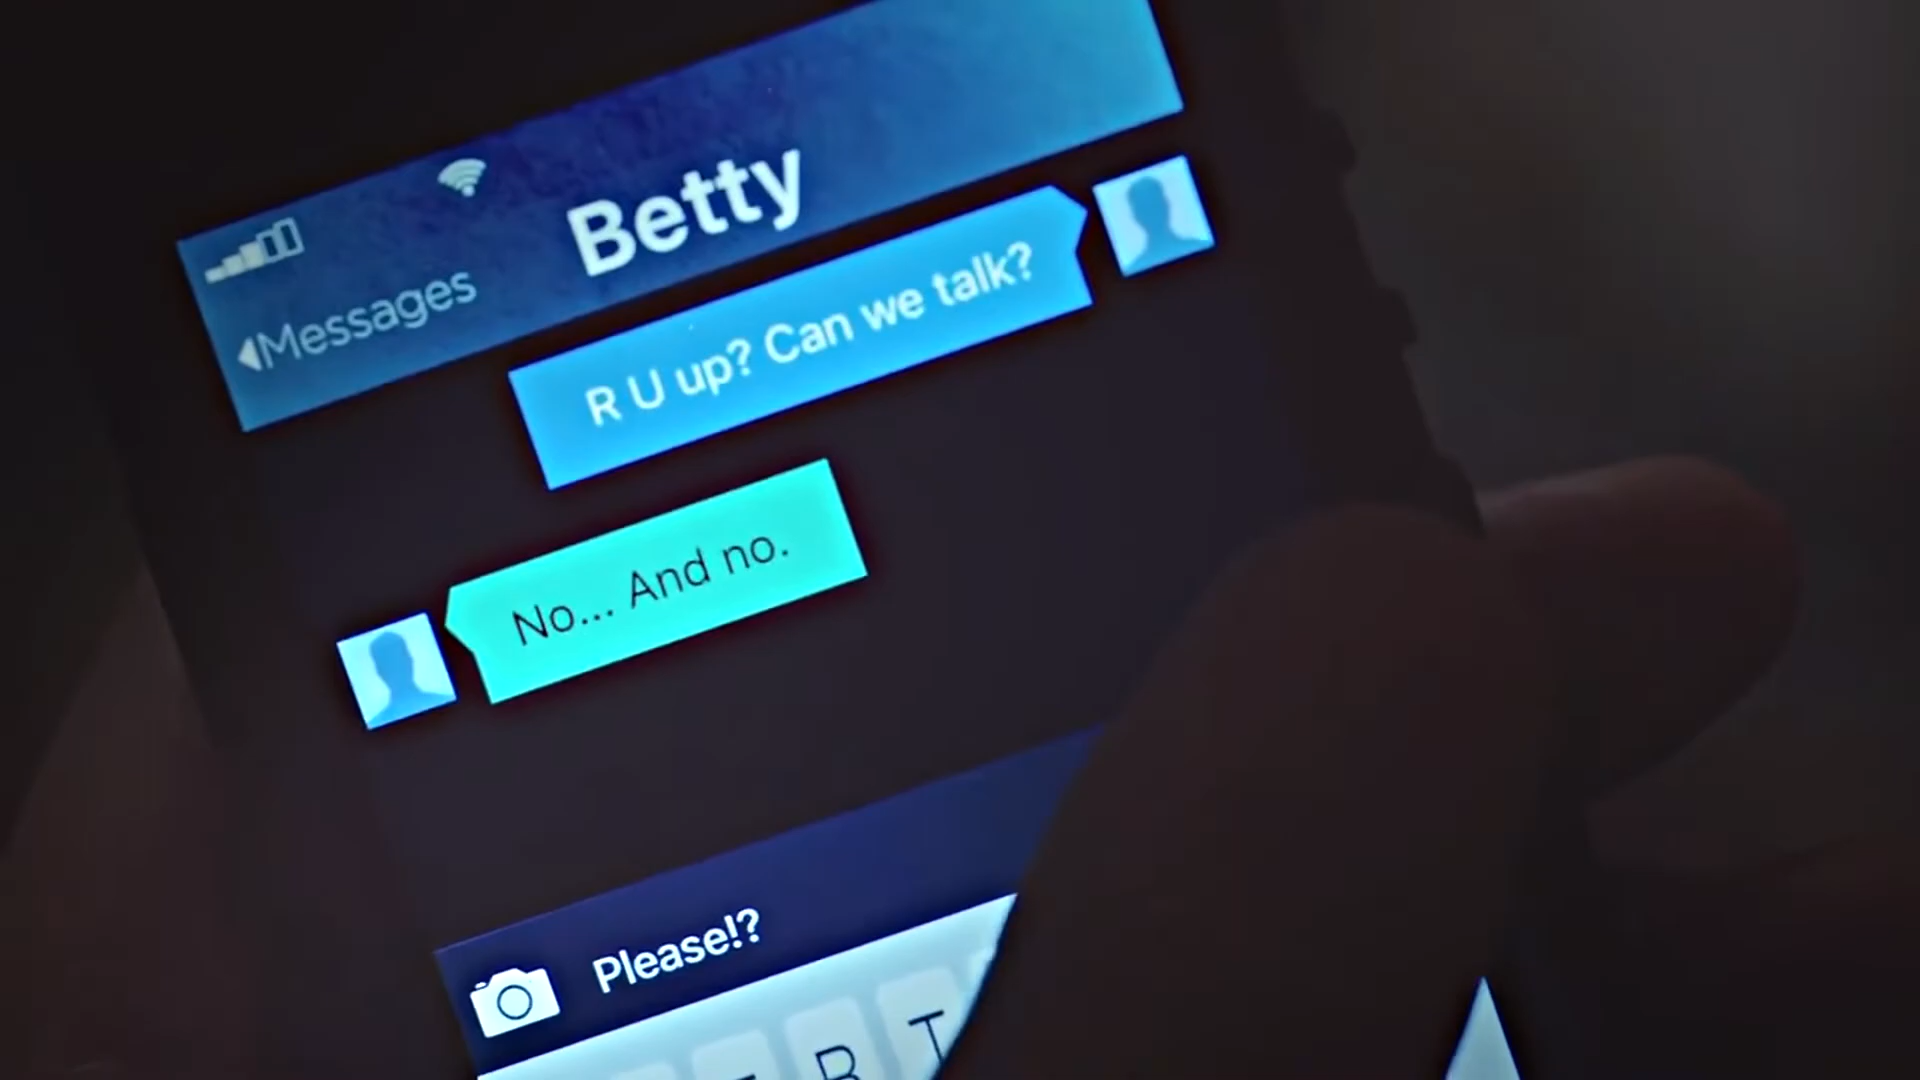 Betty
Messages
R U up? Can we talk?
No... And no.
Please!?
R T